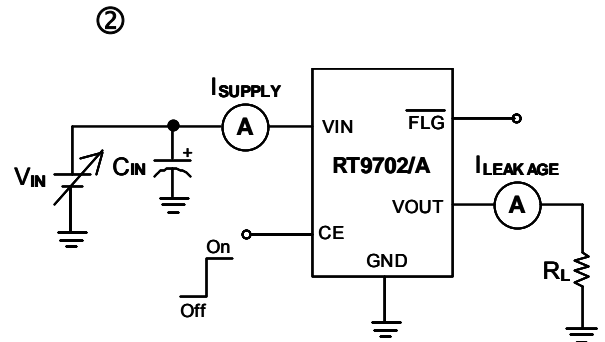 ②
ISUPPLY
A
VIN
FLG
VIN
CIN
+
RT9702/A
ILEAKAGE
VOUT
A
CE
On
Off
GND
RL